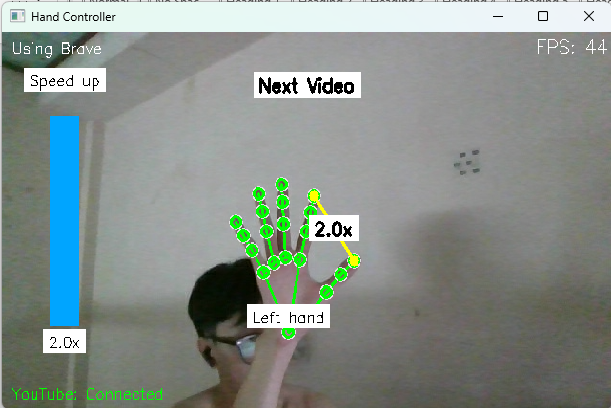 Hand Controller
Using Brave
FPS: 44
Speed up
Next Video
2.0x
Left hand
2.0x
YouTube: Connected